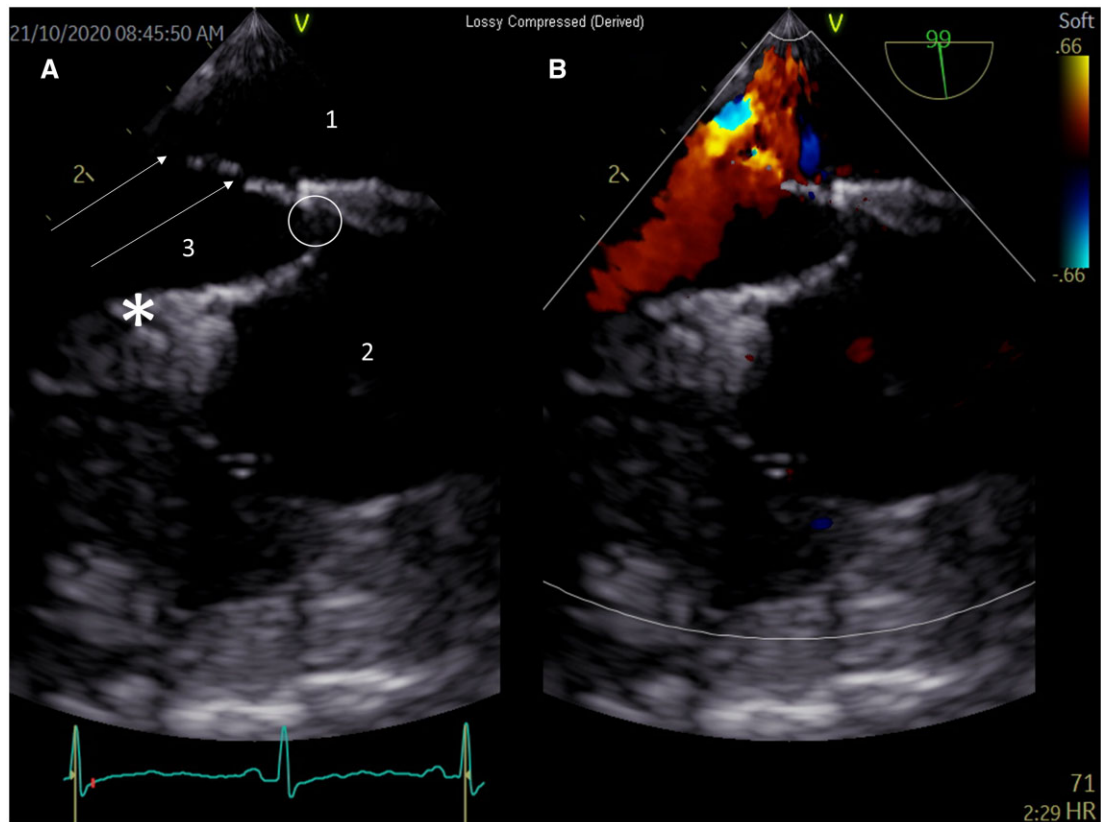 21/10/2020 08:45:50 AM
Lossy Compressed (Derived)
Soft
A
V
B
V
99
.66
1
2
2
3
*
2
-.66
71
2:29 HR